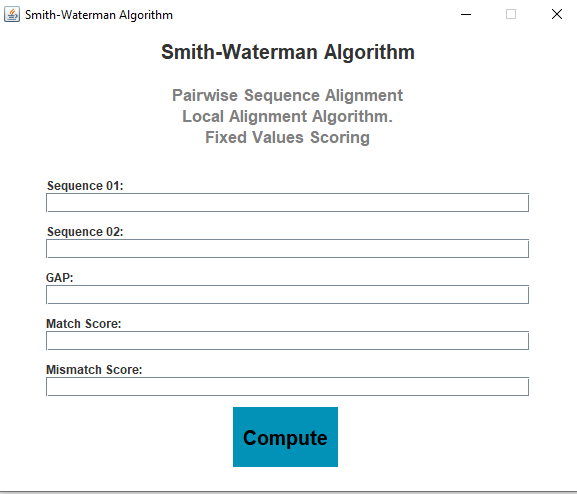 Smith-Waterman Algorithm
Smith-Waterman Algorithm
Pairwise Sequence Alignment
Local Alignment Algorithm.
Fixed Values Scoring
Sequence 01:
Sequence 02:
GAP:
Match Score:
Mismatch Score:
Compute